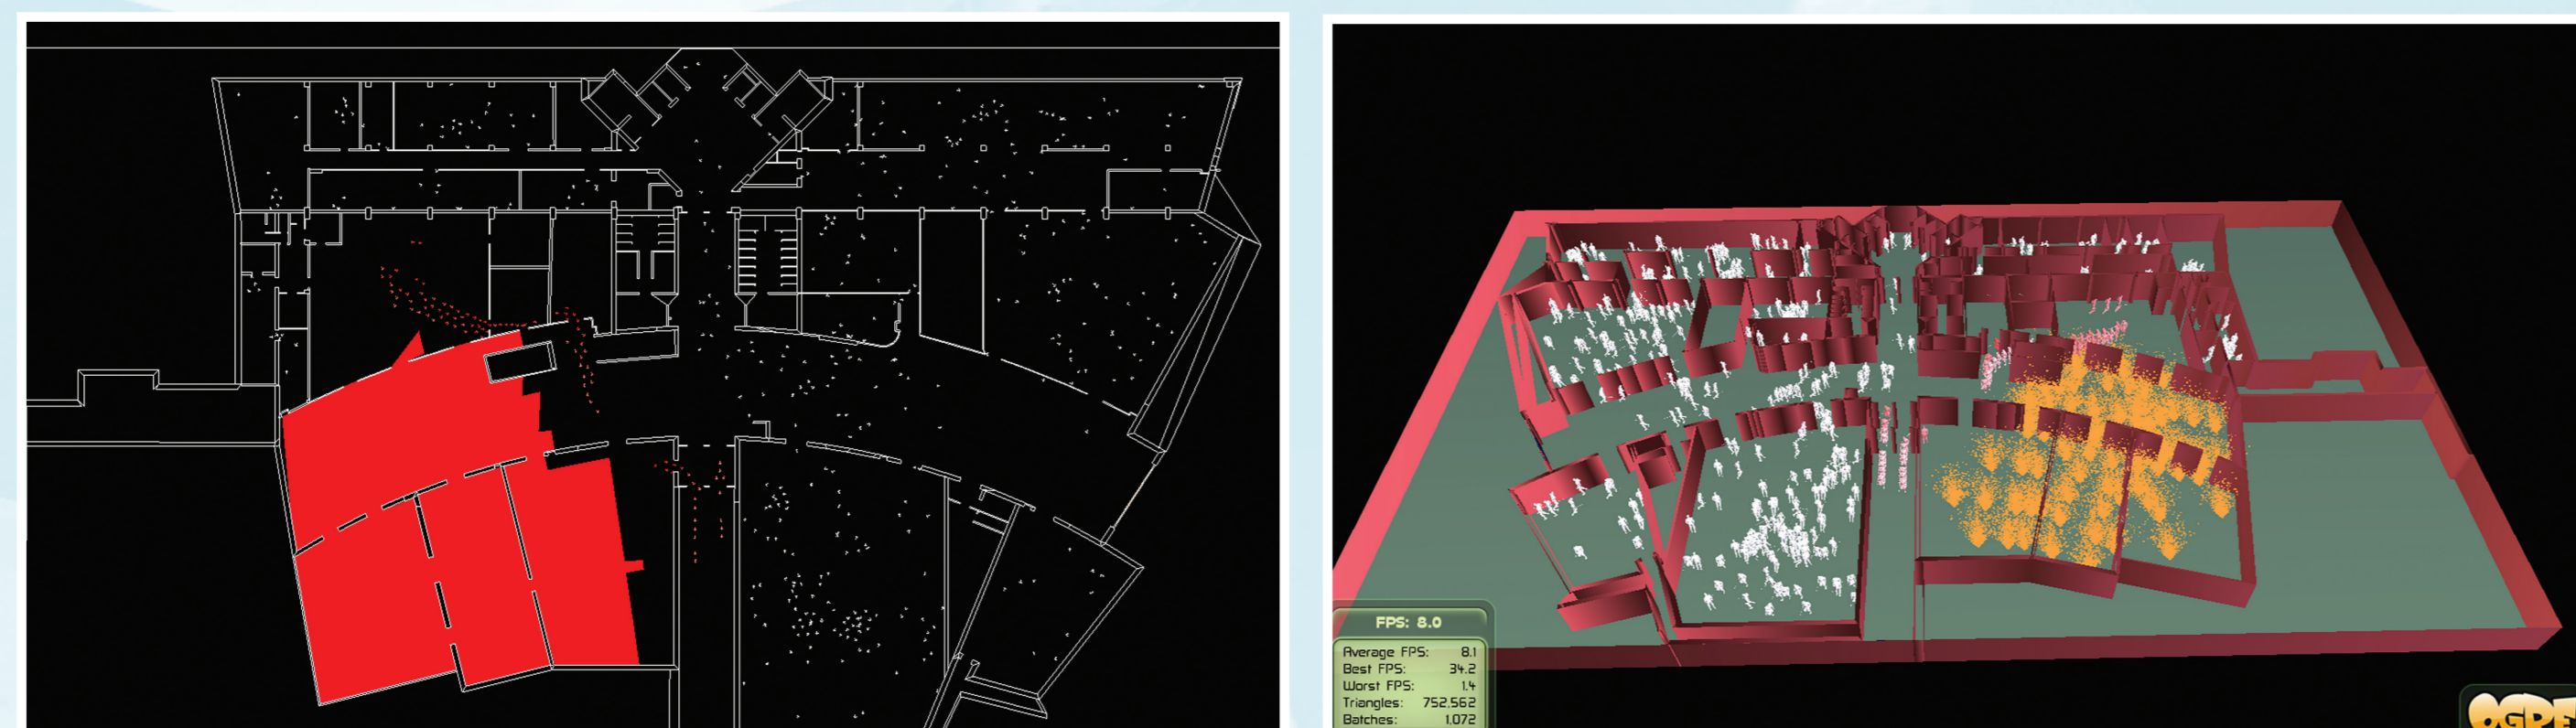 FPS: 8.0
Average FPS: 8.1
Best FPS: 34.2
Worst FPS: 1.4
Triangles: 752,562
Batches: 1,072
OGRE